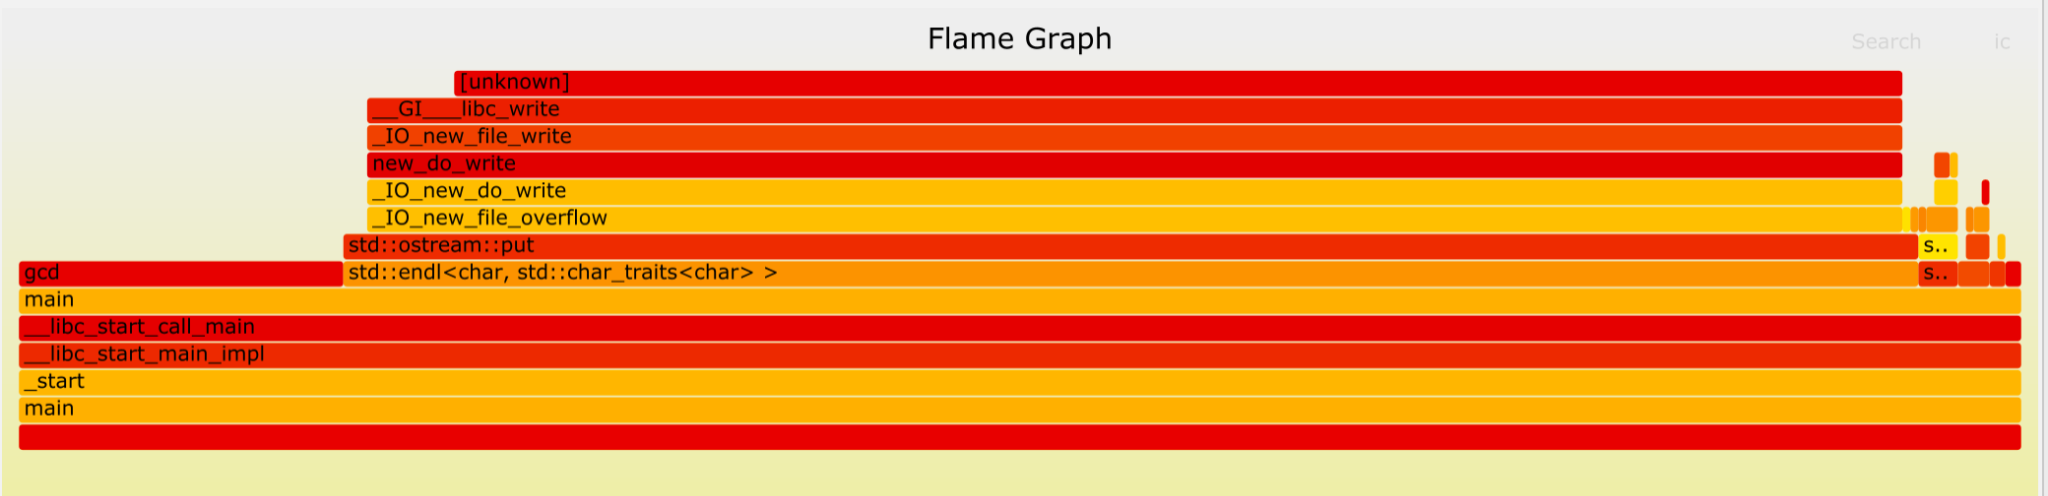 Flame Graph
Search ic
[unknown]
__GI___libc_write
_IO_new_file_write
new_do_write
_IO_new_do_write
_IO_new_file_overflow
std::ostream::put s..
gcd std::endl<char, std::char_traits<char> > s..
main
__libc_start_call_main
__libc_start_main_impl
_start
main